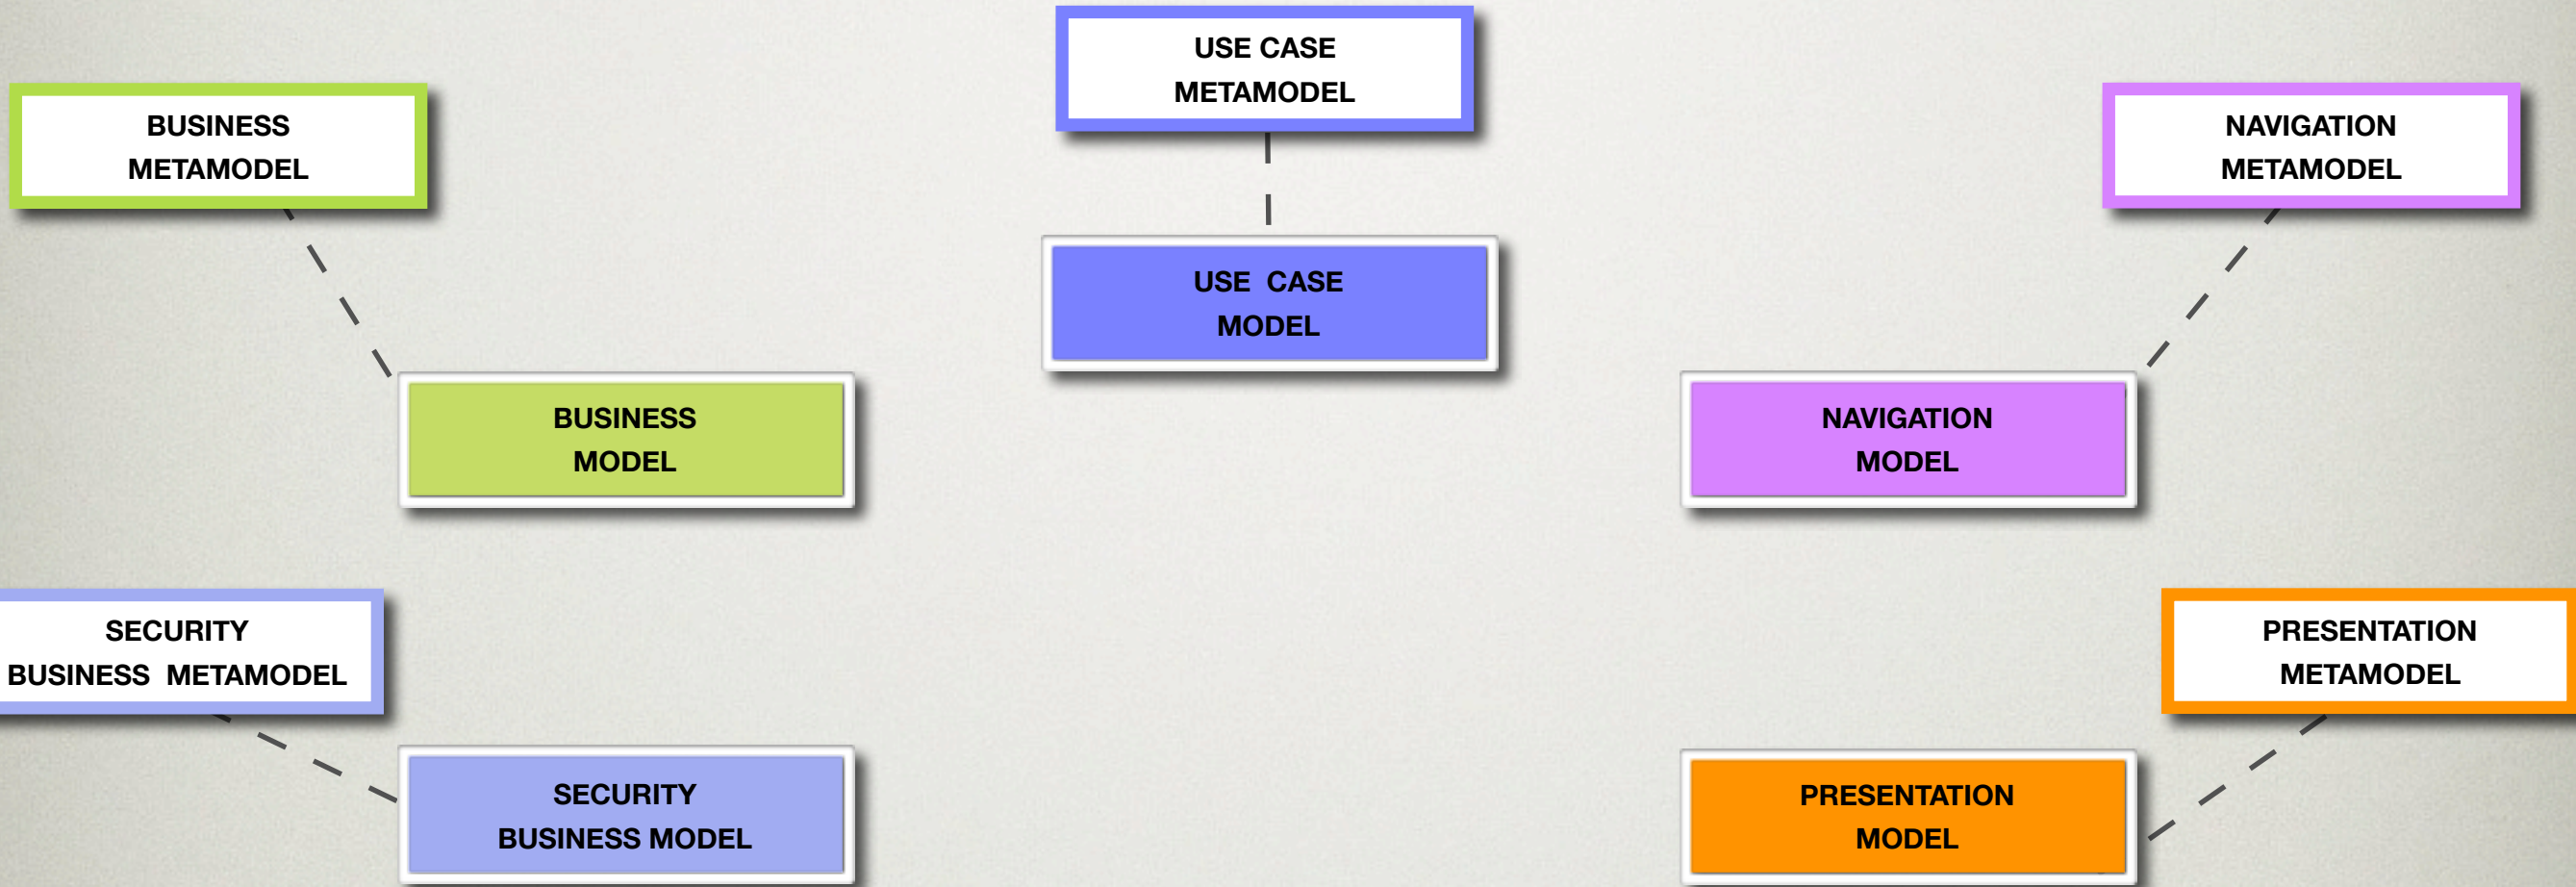 USE CASE
METAMODEL
BUSINESS
METAMODEL
NAVIGATION
METAMODEL
USE  CASE
MODEL
BUSINESS
MODEL
NAVIGATION
MODEL
SECURITY
BUSINESS  METAMODEL
PRESENTATION
METAMODEL
SECURITY
BUSINESS MODEL
PRESENTATION
MODEL